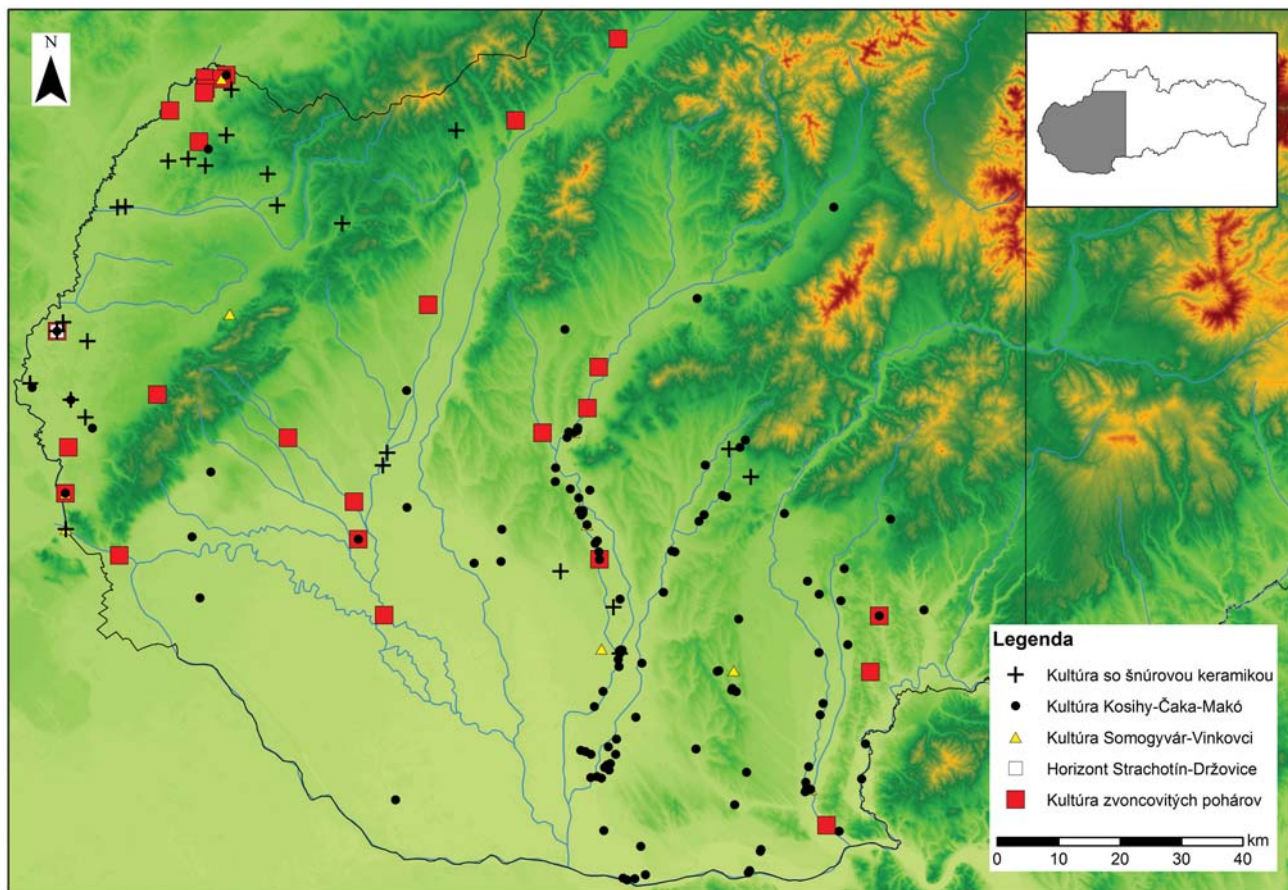 N
Legenda
Kultúra so šnúrovou keramikou
Kultúra Kosihy-Čaka-Makó
Kultúra Somogyvár-Vinkovci
Horizont Strachotín-Držovice
Kultúra zvoncovitých pohárov
km
0 10 20 30 40